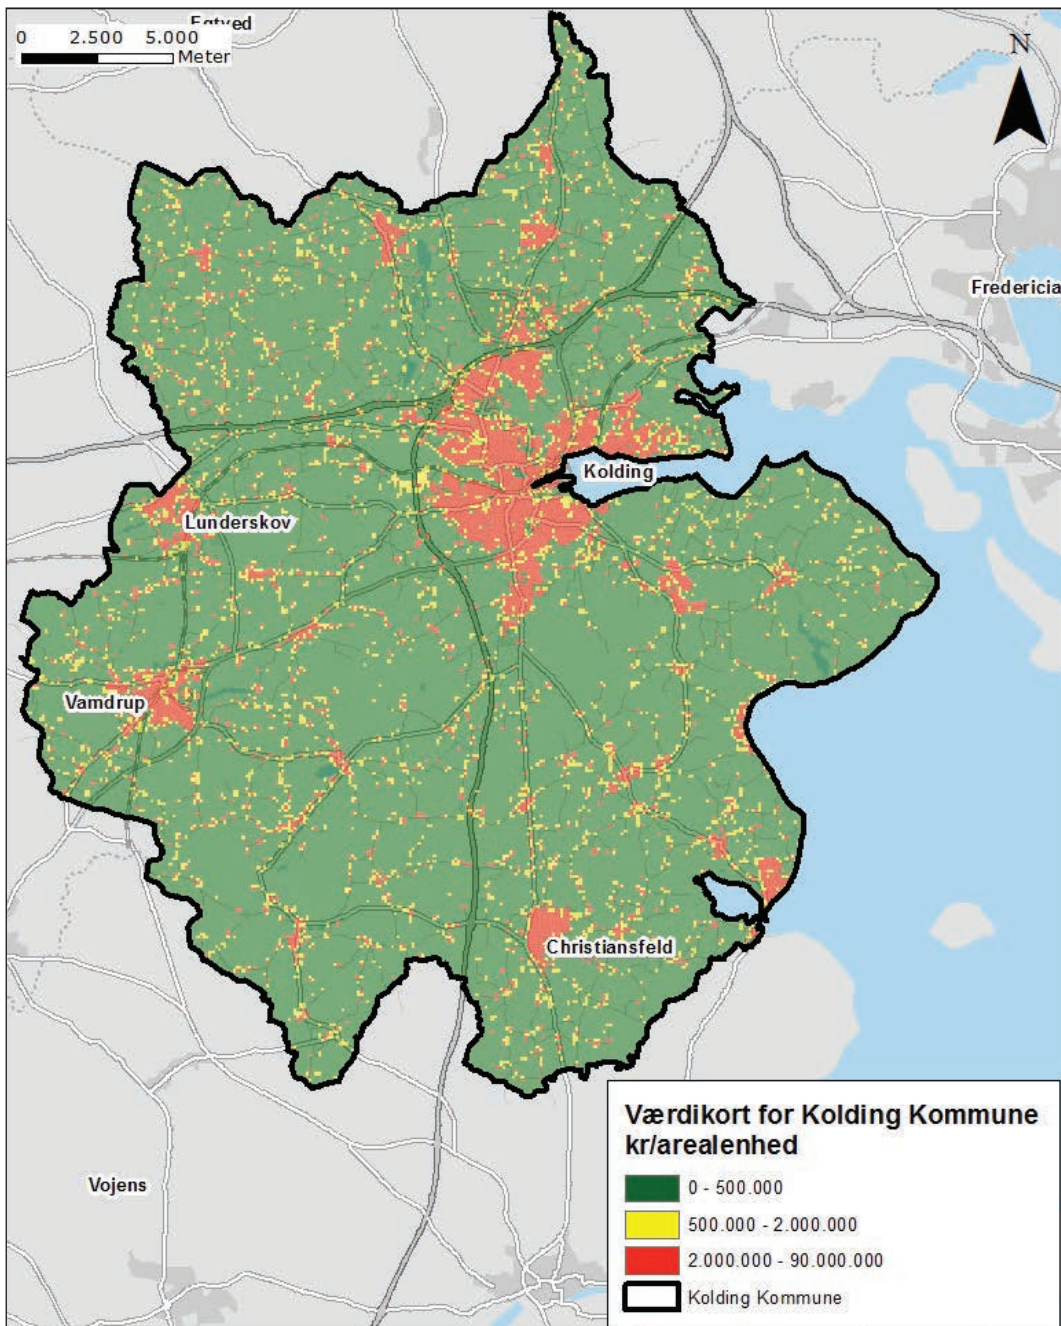 Egtved
0 2.500 5.000
Meter
N
Fredericia
Kolding
Lunderskov
Vamdrup
Christiansfeld
Vojens
Værdikort for Kolding Kommune
kr/arealenhed
0 - 500.000
500.000 - 2.000.000
2.000.000 - 90.000.000
Kolding Kommune